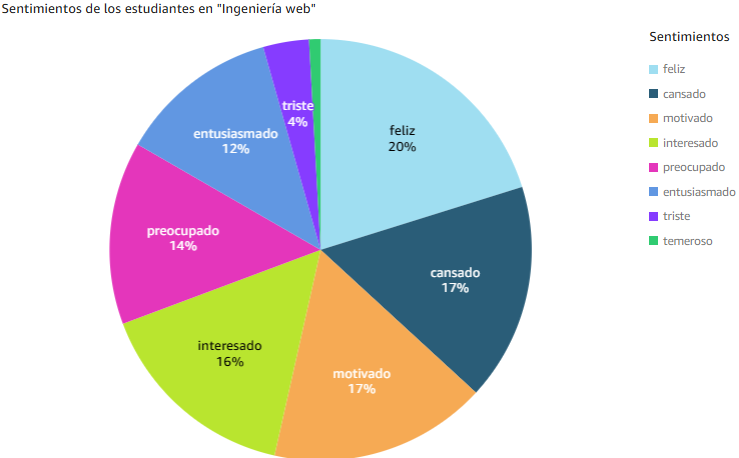 Sentimientos de los estudiantes en "Ingeniería web"
Sentimientos
feliz
cansado
motivado
interesado
preocupado
entusiasmado
triste
temeroso
triste
4%
feliz
20%
entusiasmado
12%
preocupado
14%
cansado
17%
interesado
16%
motivado
17%